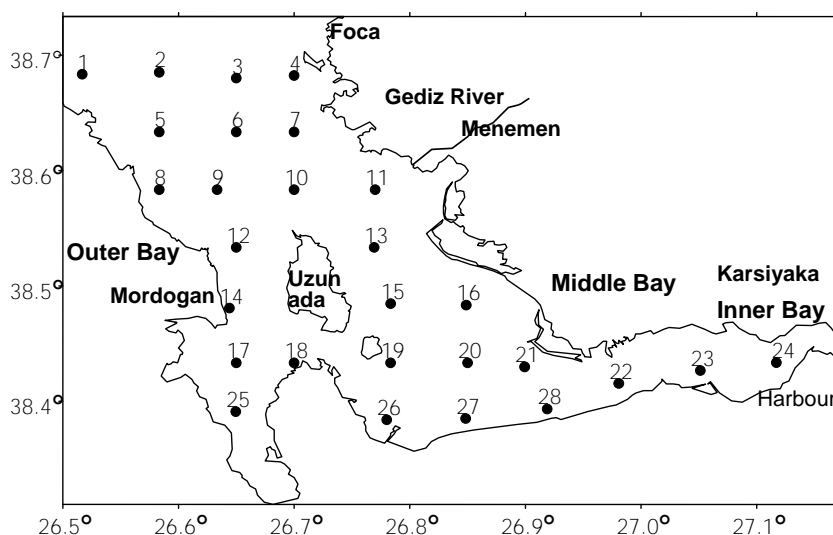 Foca
38.7°
1 2 3 4
Gediz River
5 6 7
Menemen
38.6°
8 9 10 11
12 13
Outer Bay
Mordogan
Uzun
ada
Middle Bay
Karsiyaka
38.5°
14 15 16
Inner Bay
17 18 19 20 21 22 23 24
38.4°
25 26 27 28
Harbour
26.5° 26.6° 26.7° 26.8° 26.9° 27.0° 27.1°